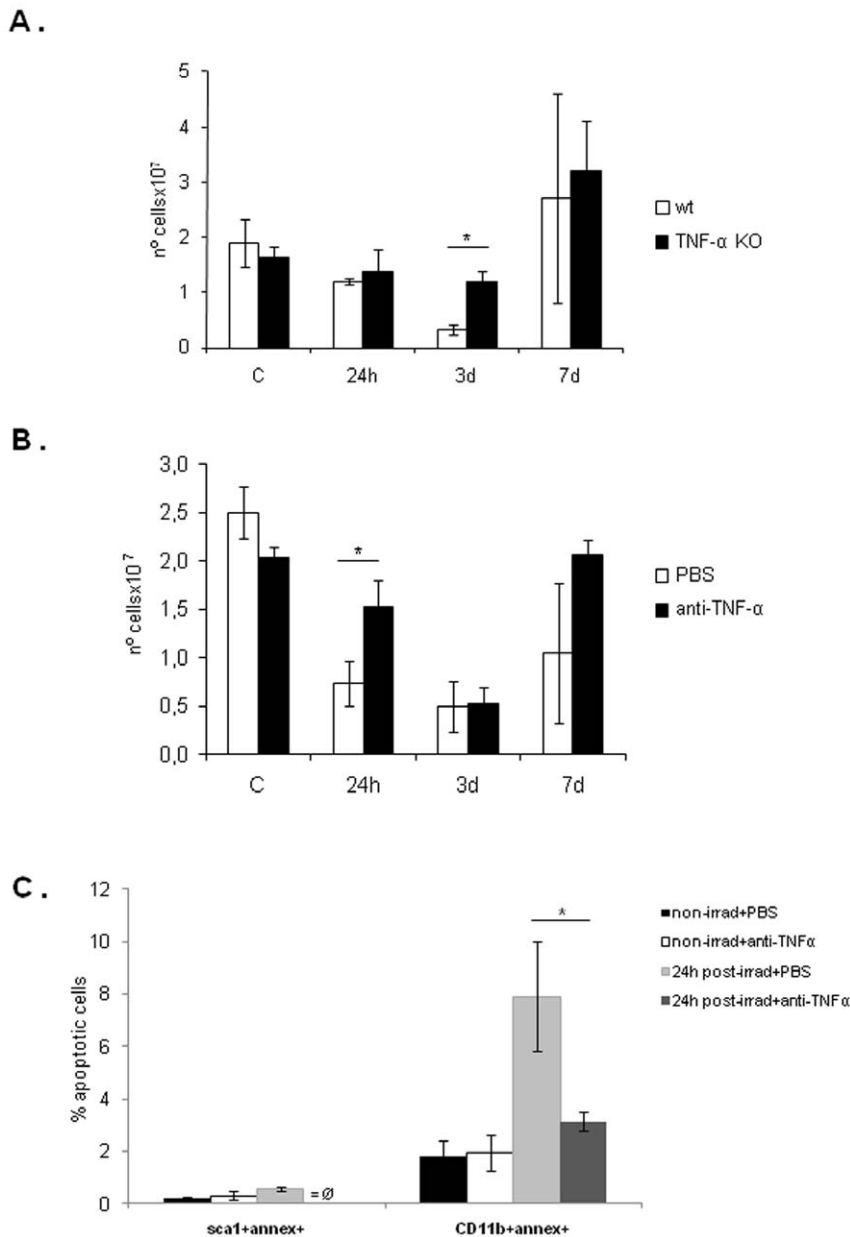 A .
5
4
3
2
1
0
nº cellsx10⁷
*
C 24h 3d 7d
wt
TNF-α KO
B .
3,0
2,5
2,0
1,5
1,0
0,5
0,0
nº cellsx10⁷
*
C 24h 3d 7d
PBS
anti-TNF-α
C .
12
10
8
6
4
2
0
% apoptotic cells
= Ø
*
sca1+annex+ CD11b+annex+
non-irrad+PBS
non-irrad+anti-TNFα
24h post-irrad+PBS
24h post-irrad+anti-TNFα